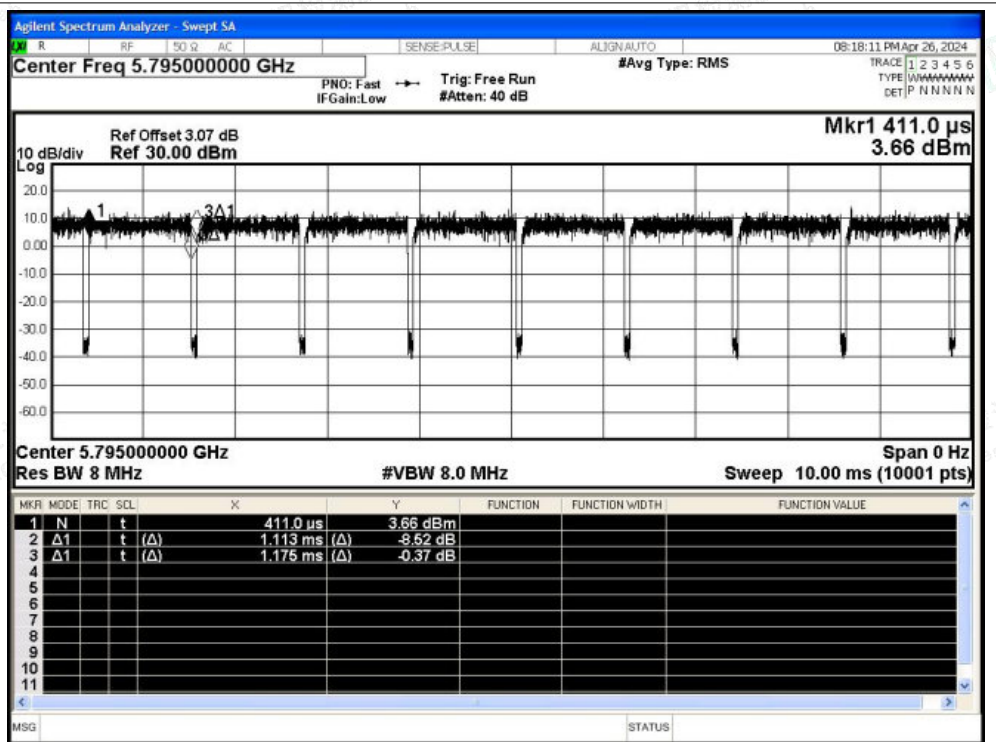 Agilent Spectrum Analyzer - Swept SA
LXI R RF 50 Ω AC SENSE:PULSE ALIGNAUTO 08:18:11 PM Apr 26, 2024
Center Freq 5.795000000 GHz #Avg Type: RMS TRACE 1 2 3 4 5 6
PNO: Fast Trig: Free Run TYPE WWWWWW
IFGain:Low #Atten: 40 dB DET P N N N N N
Mkr1 411.0 µs
Ref Offset 3.07 dB
10 dB/div Ref 30.00 dBm 3.66 dBm
Log
20.0
10.0 1 3Δ1
0.00
-10.0
-20.0
-30.0
-40.0
-50.0
-60.0
Center 5.795000000 GHz Span 0 Hz
Res BW 8 MHz #VBW 8.0 MHz Sweep 10.00 ms (10001 pts)
MKR MODE TRC SCL X Y FUNCTION FUNCTION WIDTH FUNCTION VALUE
1 N t 411.0 µs 3.66 dBm
2 Δ1 t (Δ) 1.113 ms (Δ) -8.52 dB
3 Δ1 t (Δ) 1.175 ms (Δ) -0.37 dB
4
5
6
7
8
9
10
11
MSG STATUS